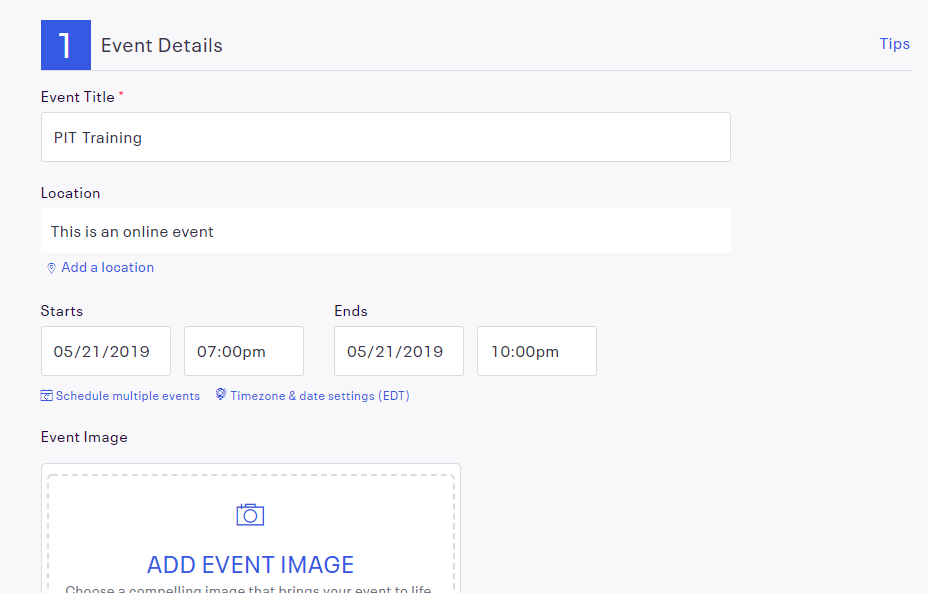 1 Event Details Tips
Event Title *
PIT Training
Location
This is an online event
Add a location
Starts Ends
05/21/2019 07:00pm 05/21/2019 10:00pm
Schedule multiple events Timezone & date settings (EDT)
Event Image
ADD EVENT IMAGE
Choose a compelling image that brings your event to life